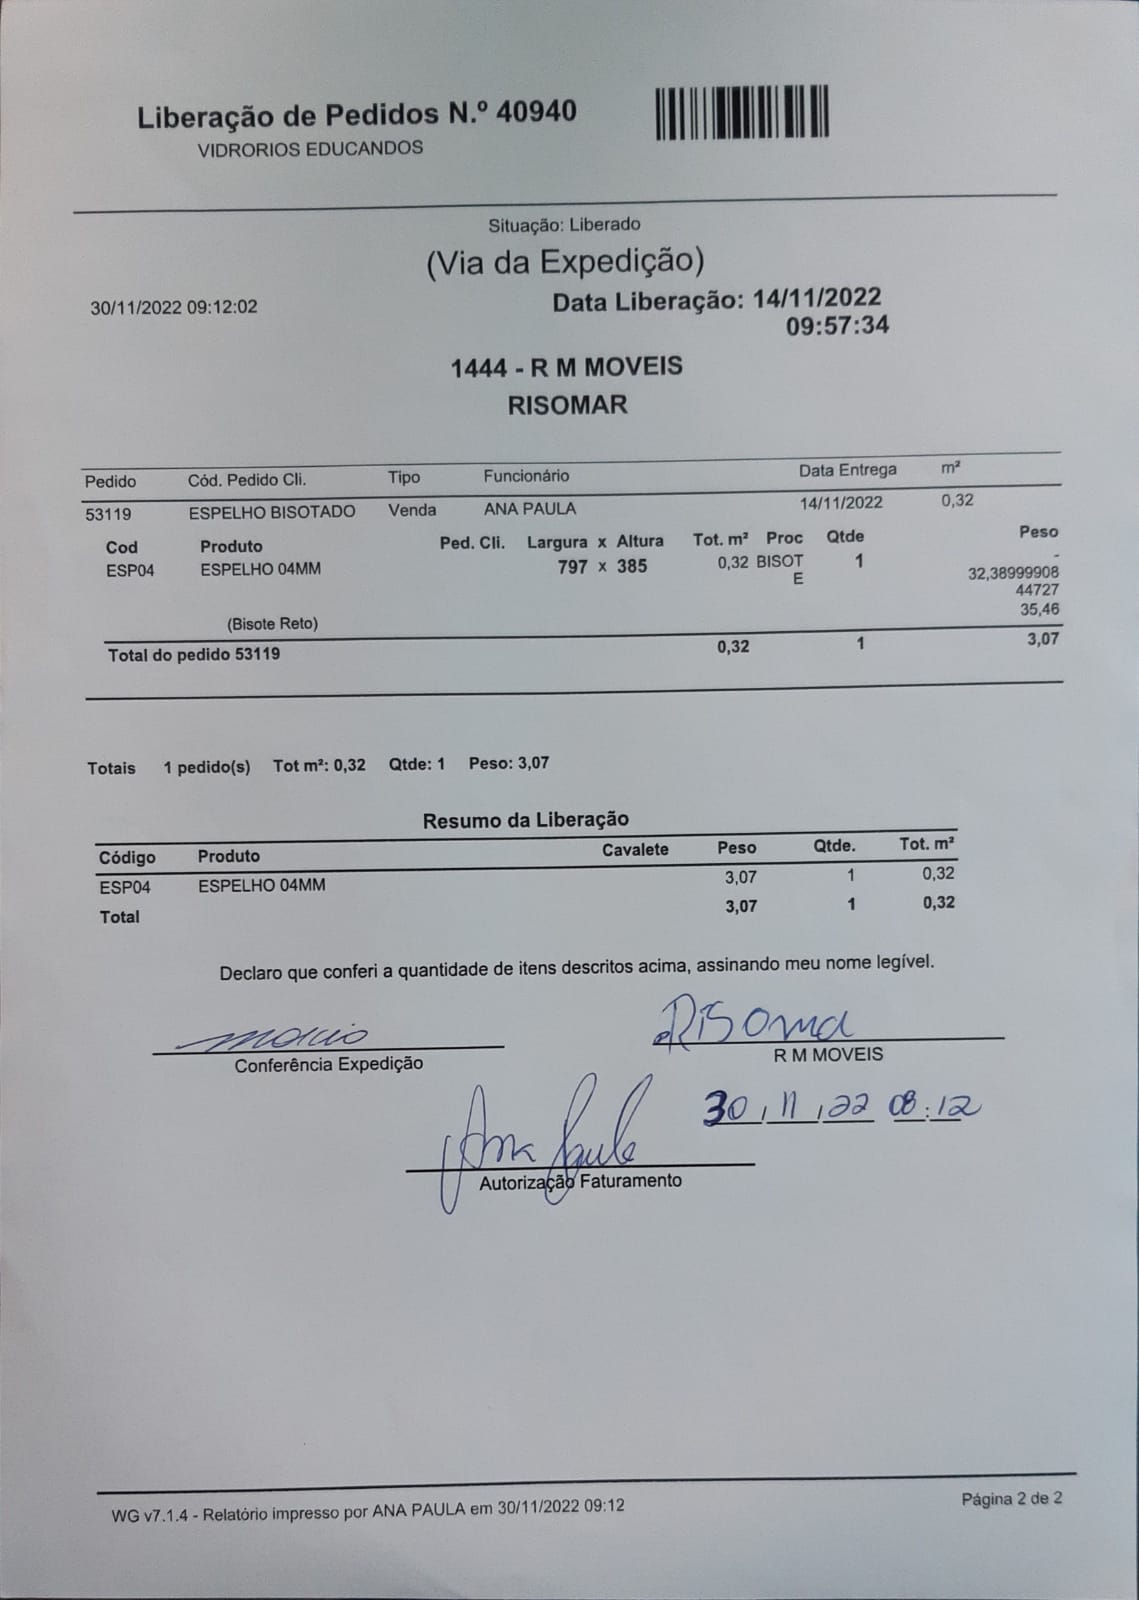 Liberação de Pedidos N.º 40940
VIDRORIOS EDUCANDOS
Situação: Liberado
(Via da Expedição)
30/11/2022 09:12:02
Data Liberação: 14/11/2022
09:57:34
1444 - R M MOVEIS
RISOMAR
Pedido Cód. Pedido Cli. Tipo Funcionário Data Entrega m²
53119 ESPELHO BISOTADO Venda ANA PAULA 14/11/2022 0,32
Cod Produto Ped. Cli. Largura x Altura Tot. m² Proc Qtde Peso
ESP04 ESPELHO 04MM 797 x 385 0,32 BISOT 1 -
E 32,38999908
44727
35,46
(Bisote Reto)
Total do pedido 53119 0,32 1 3,07
Totais 1 pedido(s) Tot m²: 0,32 Qtde: 1 Peso: 3,07
Resumo da Liberação
Código Produto Cavalete Peso Qtde. Tot. m²
ESP04 ESPELHO 04MM 3,07 1 0,32
Total 3,07 1 0,32
Declaro que conferi a quantidade de itens descritos acima, assinando meu nome legível.
marcio Risoma
Conferência Expedição R M MOVEIS
30/11/22 08:12
Ana Paula
Autorização Faturamento
WG v7.1.4 - Relatório impresso por ANA PAULA em 30/11/2022 09:12 Página 2 de 2